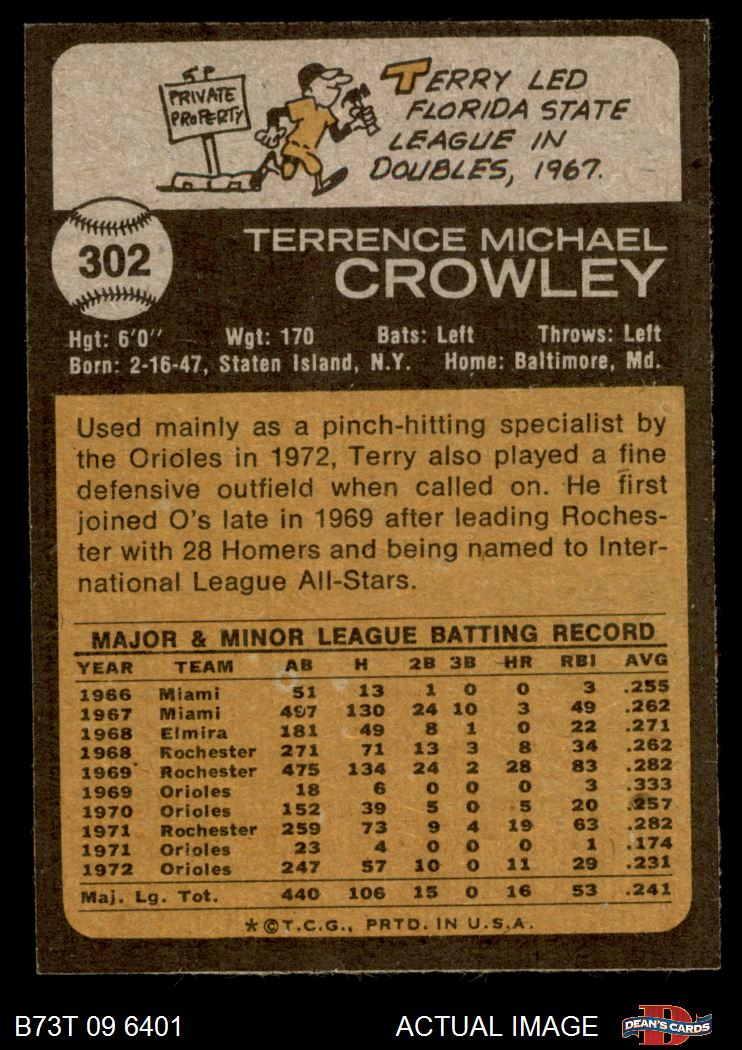 PRIVATE
PROPERTY
TERRY LED
FLORIDA STATE
LEAGUE IN
DOUBLES, 1967.
302
TERRENCE MICHAEL
CROWLEY
Hgt: 6'0" Wgt: 170 Bats: Left Throws: Left
Born: 2-16-47, Staten Island, N.Y. Home: Baltimore, Md.
Used mainly as a pinch-hitting specialist by
the Orioles in 1972, Terry also played a fine
defensive outfield when called on. He first
joined O's late in 1969 after leading Roches-
ter with 28 Homers and being named to Inter-
national League All-Stars.
MAJOR & MINOR LEAGUE BATTING RECORD
YEAR TEAM AB H 2B 3B HR RBI AVG
1966 Miami 51 13 1 0 0 3 .255
1967 Miami 497 130 24 10 3 49 .262
1968 Elmira 181 49 8 1 0 22 .271
1968 Rochester 271 71 13 3 8 34 .262
1969 Rochester 475 134 24 2 28 83 .282
1969 Orioles 18 6 0 0 0 3 .333
1970 Orioles 152 39 5 0 5 20 .257
1971 Rochester 259 73 9 4 19 63 .282
1971 Orioles 23 4 0 0 0 1 .174
1972 Orioles 247 57 10 0 11 29 .231
Maj. Lg. Tot. 440 106 15 0 16 53 .241
*©T.C.G., PRTD. IN U.S.A.
B73T 09 6401 ACTUAL IMAGE D DEAN'S CARDS